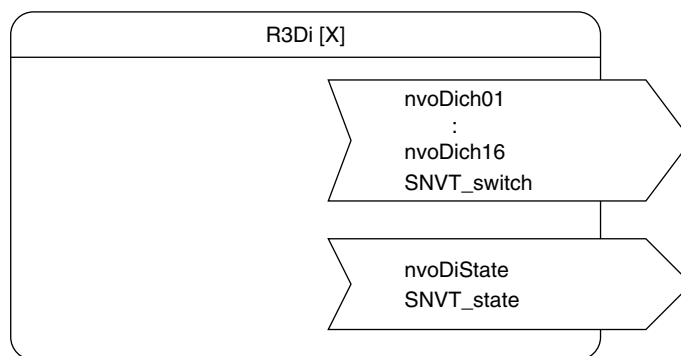 R3Di [X]
nvoDich01
:
nvoDich16
SNVT_switch
nvoDiState
SNVT_state